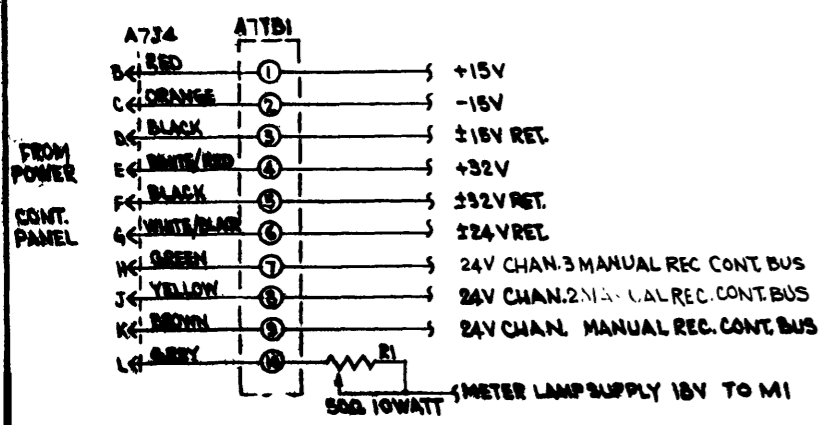 A7J4 A7TB1
B RED 1 +15V
C ORANGE 2 -15V
D BLACK 3 ±15V RET.
E WHITE/RED 4 +32V
F BLACK 5 ±32V RET.
G WHITE/BLACK 6 ±24V RET.
H GREEN 7 24V CHAN. 3 MANUAL REC CONT. BUS
J YELLOW 8 24V CHAN. 2 REC. CONT. BUS
K BROWN 9 24V CHAN. MANUAL REC. CONT. BUS
L GREY 10 R1
FROM
POWER
CONT.
PANEL
50Ω 10WATT METER LAMP SUPPLY 18V TO M1